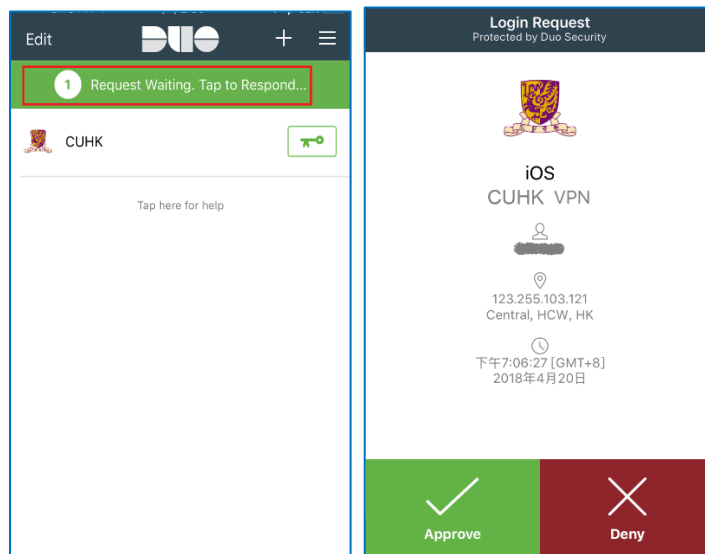 Edit
DUO
1 Request Waiting. Tap to Respond...
CUHK
Tap here for help
Login Request
Protected by Duo Security
iOS
CUHK VPN
123.255.103.121
Central, HCW, HK
下午7:06:27 [GMT+8]
2018年4月20日
Approve
Deny